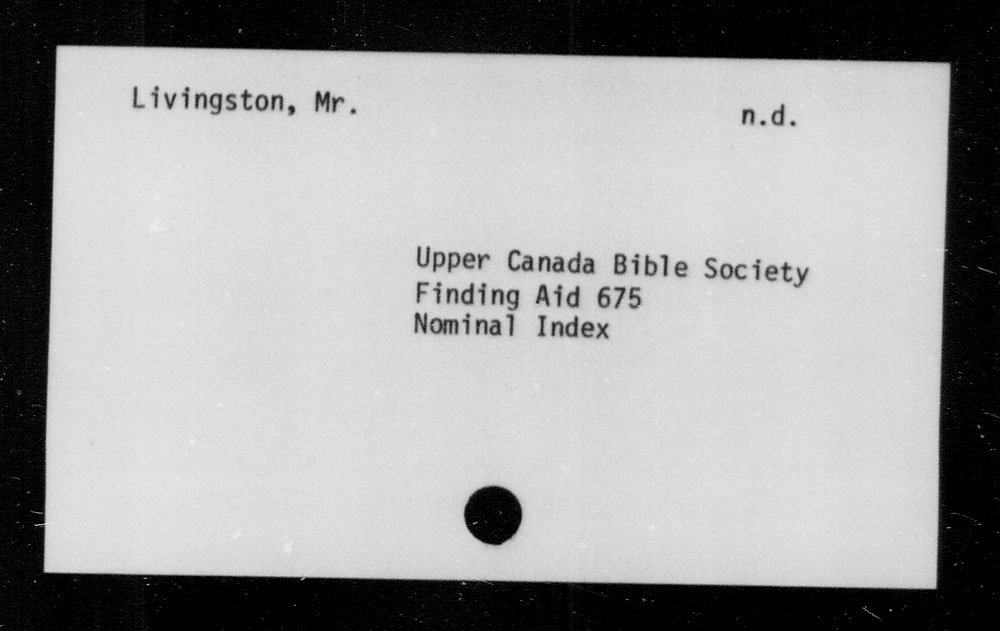 Livingston, Mr.
n.d.
Upper Canada Bible Society
Finding Aid 675
Nominal Index